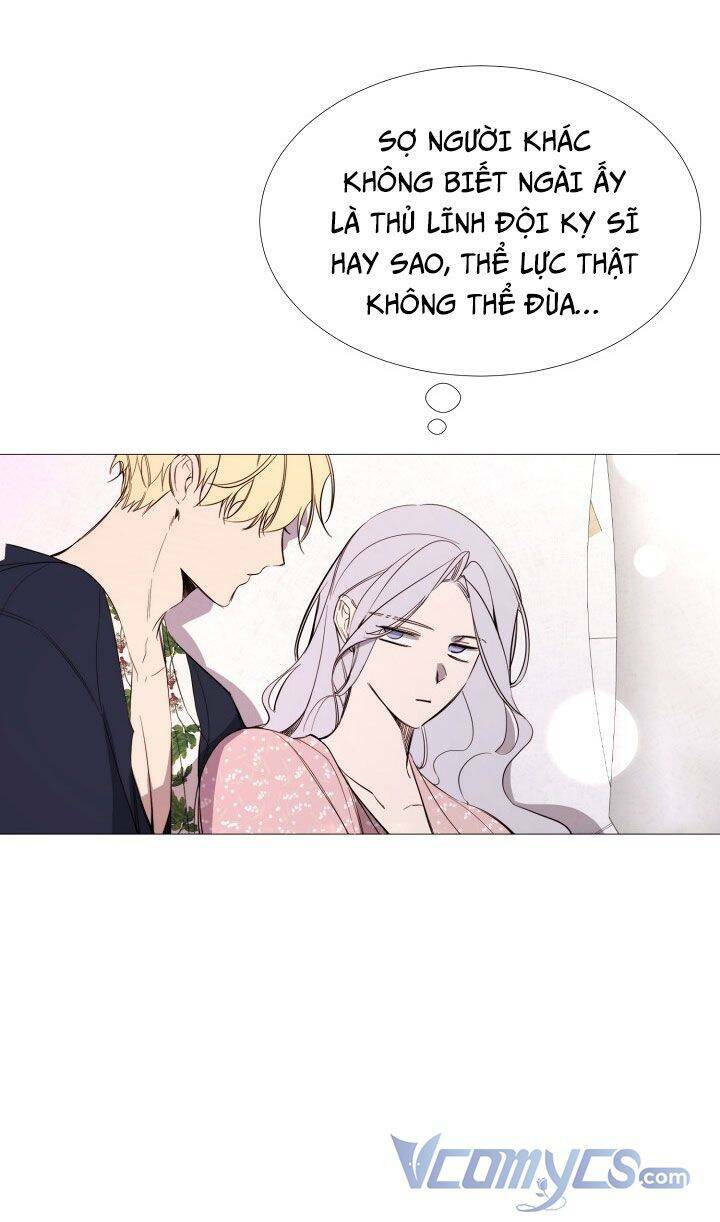 SỢ NGƯỜI KHÁC
KHÔNG BIẾT NGÀI ẤY
LÀ THỦ LĨNH ĐỘI KỴ SĨ
HAY SAO, THỂ LỰC THẬT
KHÔNG THỂ ĐÙA...
VCOMYCS.com